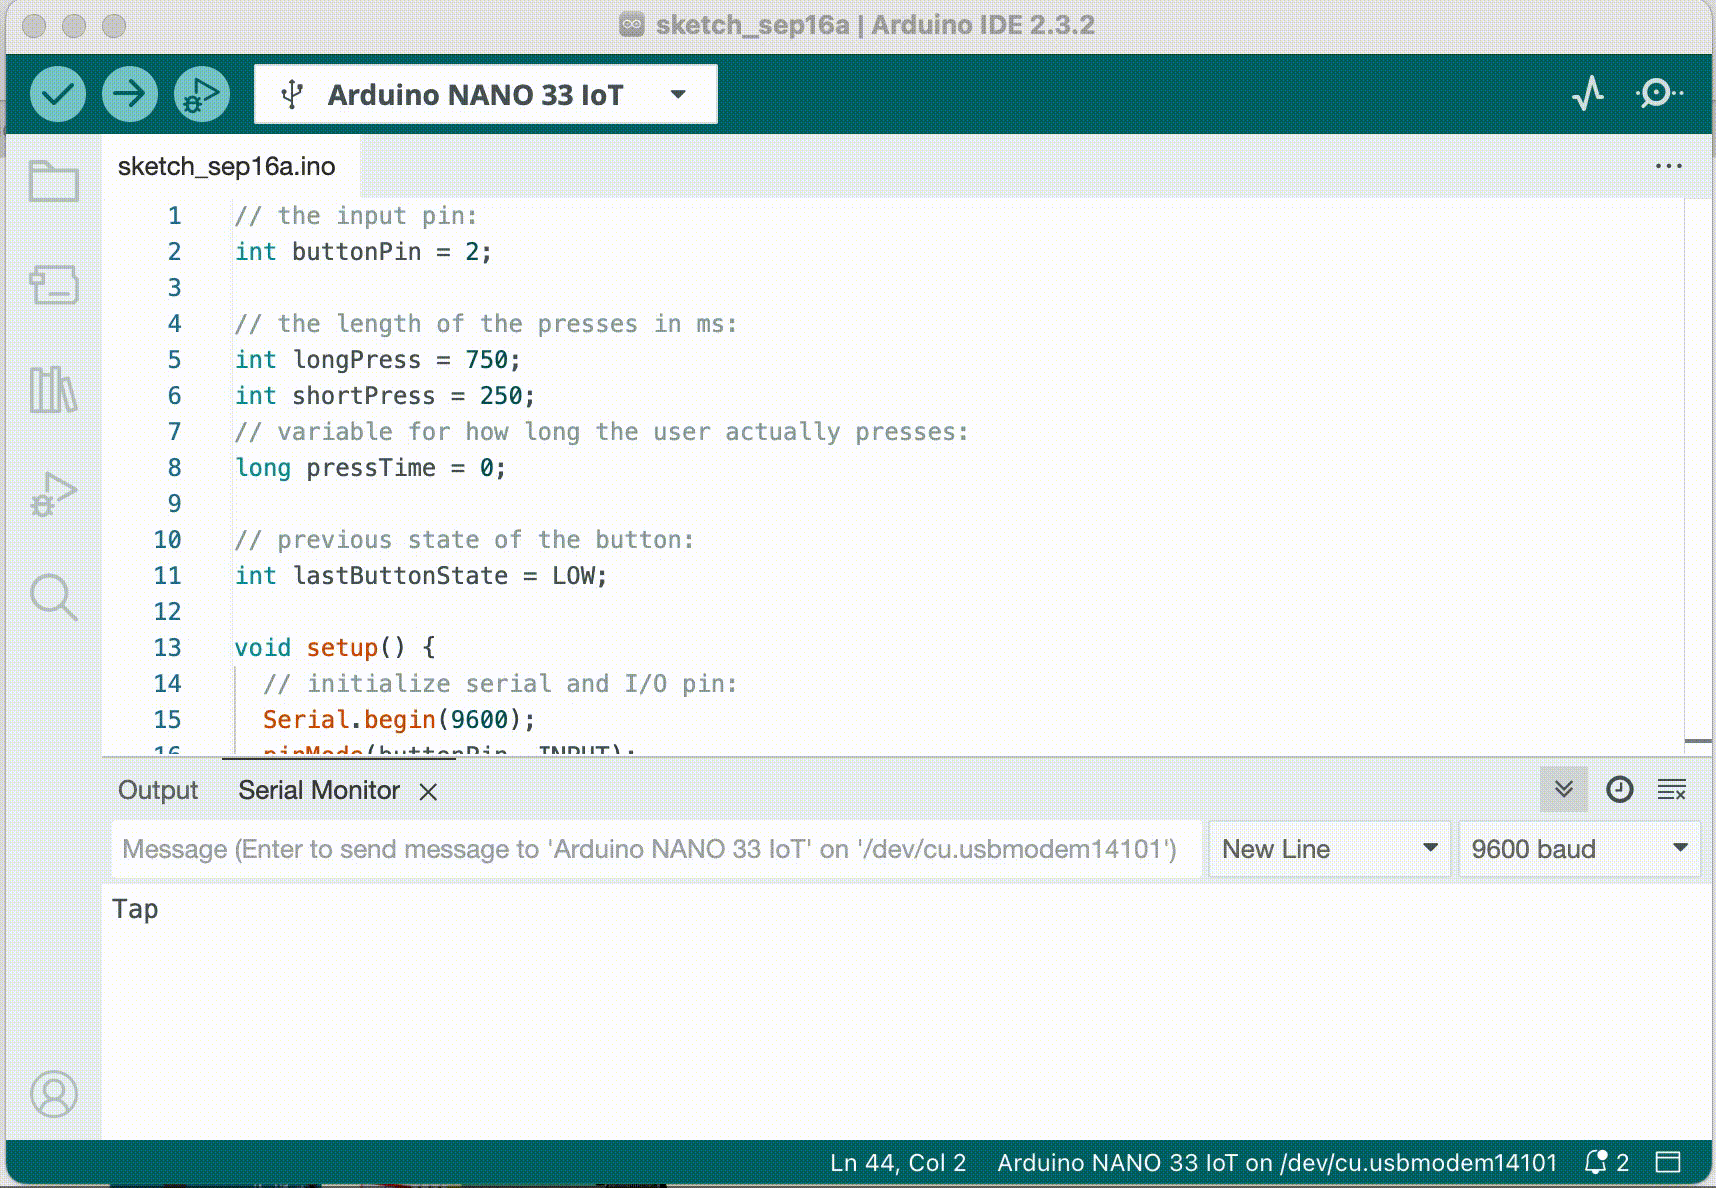 sketch_sep16a | Arduino IDE 2.3.2
Arduino NANO 33 IoT
sketch_sep16a.ino
1 // the input pin:
2 int buttonPin = 2;
3
4 // the length of the presses in ms:
5 int longPress = 750;
6 int shortPress = 250;
7 // variable for how long the user actually presses:
8 long pressTime = 0;
9
10 // previous state of the button:
11 int lastButtonState = LOW;
12
13 void setup() {
14 // initialize serial and I/O pin:
15 Serial.begin(9600);
16 pinMode(buttonPin, INPUT);
Output Serial Monitor
Message (Enter to send message to 'Arduino NANO 33 IoT' on '/dev/cu.usbmodem14101') New Line 9600 baud
Tap
Ln 44, Col 2 Arduino NANO 33 IoT on /dev/cu.usbmodem14101 2